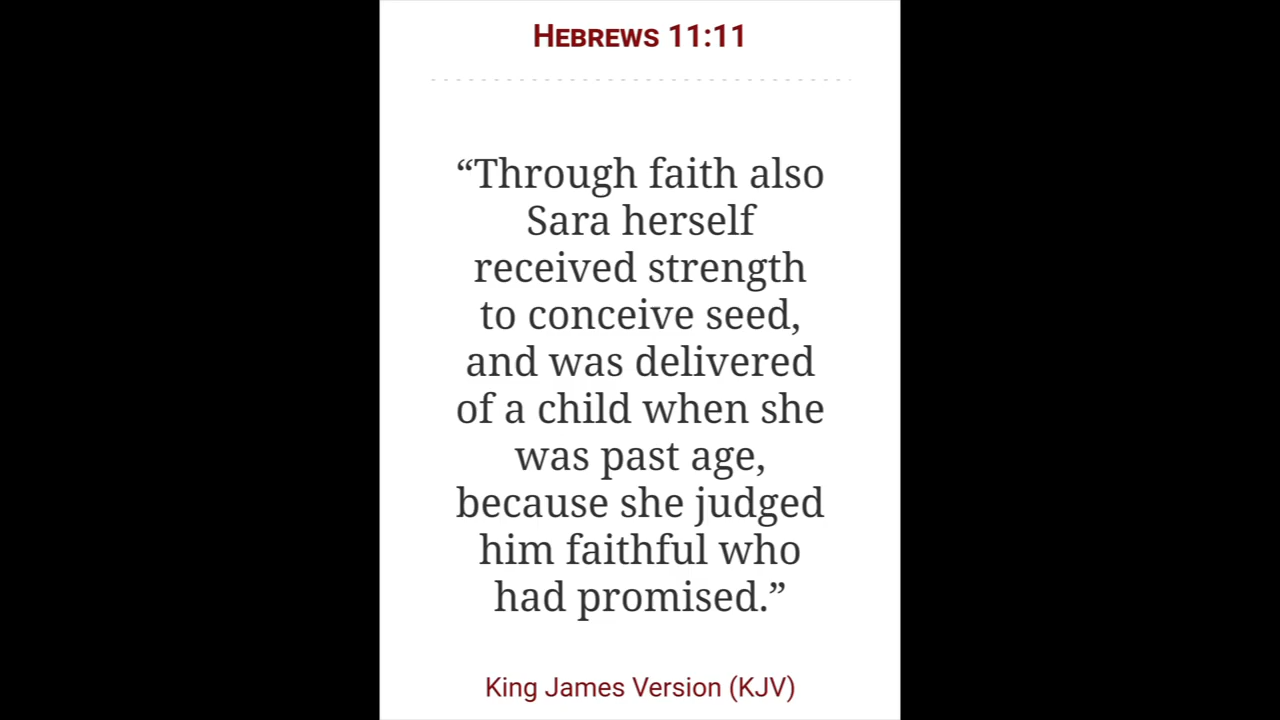 HEBREWS 11:11
“Through faith also
Sara herself
received strength
to conceive seed,
and was delivered
of a child when she
was past age,
because she judged
him faithful who
had promised.”
King James Version (KJV)